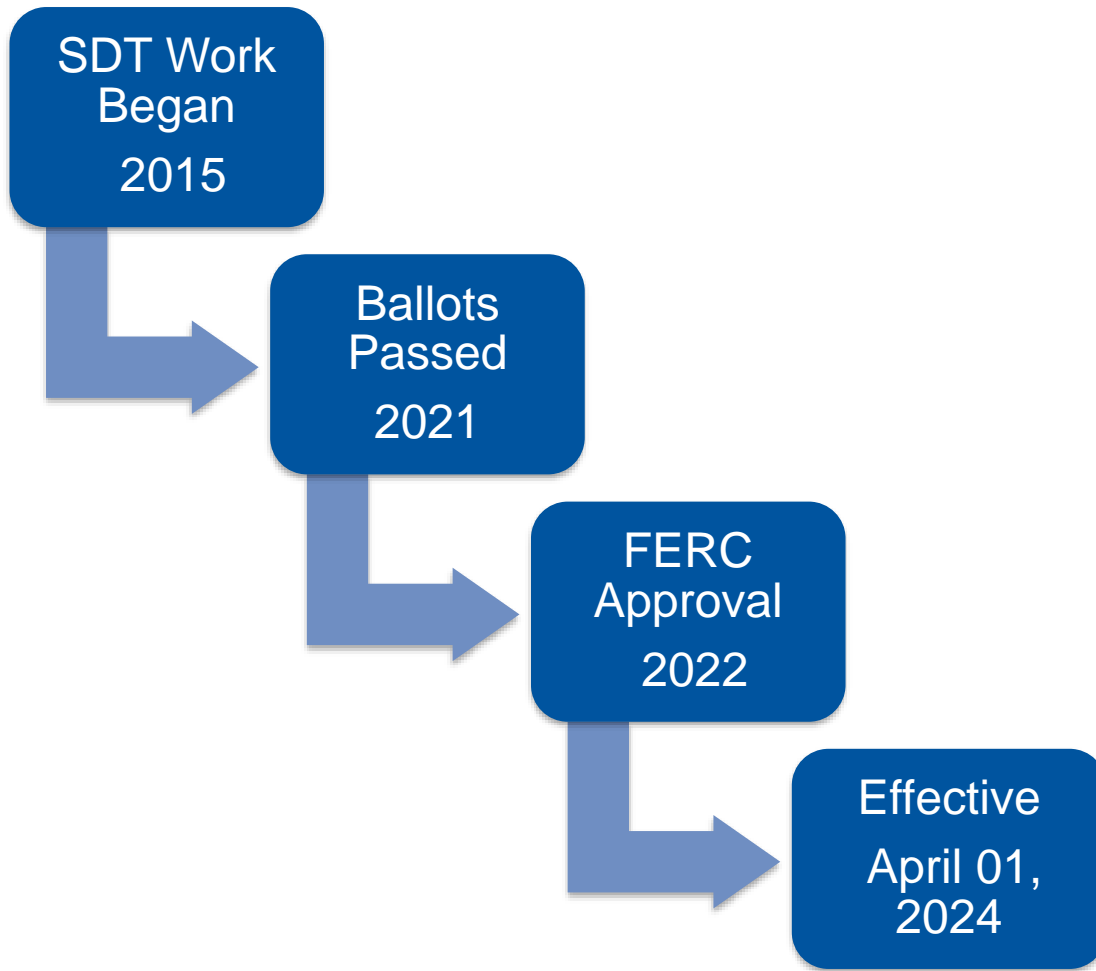 SDT Work
Began
2015
Ballots
Passed
2021
FERC
Approval
2022
Effective
April 01,
2024